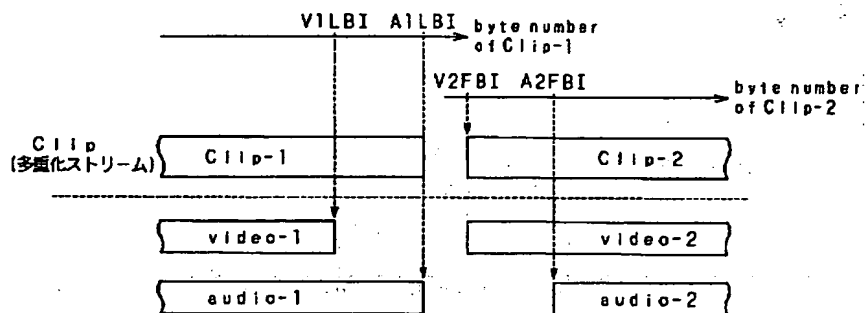 V1LBI A1LBI
byte number
of Clip-1
V2FBI A2FBI
byte number
of Clip-2
Clip
(多重化ストリーム)
Clip-1
Clip-2
video-1
video-2
audio-1
audio-2